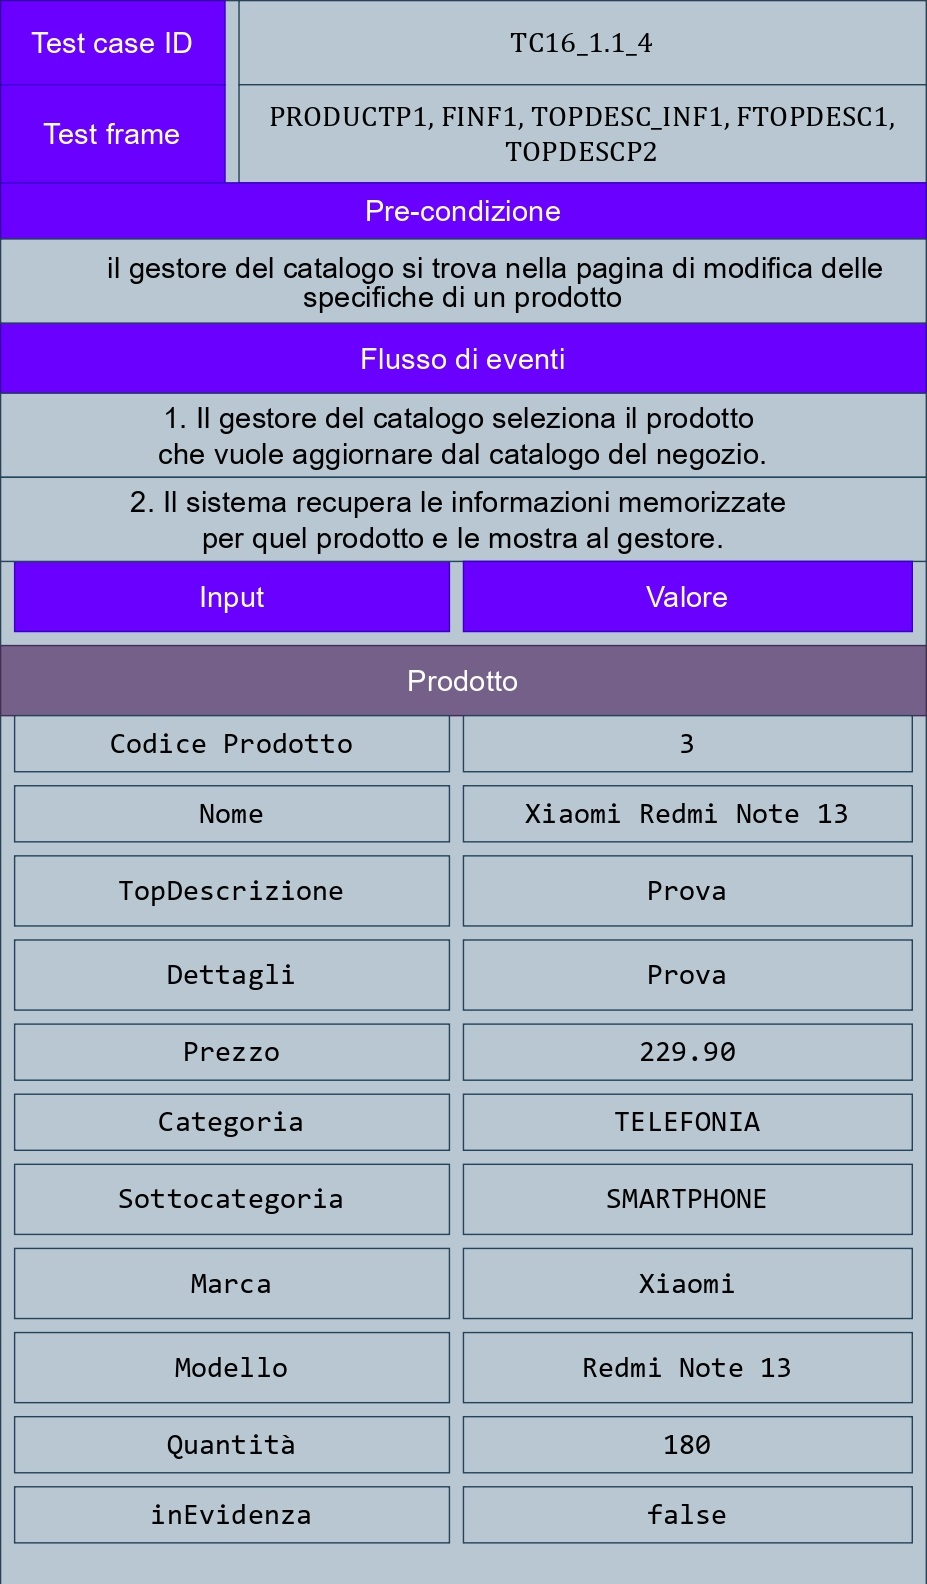 Test case ID
TC16_1.1_4
Test frame
PRODUCTP1, FINF1, TOPDESC_INF1, FTOPDESC1,
TOPDESCP2
Pre-condizione
il gestore del catalogo si trova nella pagina di modifica delle
specifiche di un prodotto
Flusso di eventi
1. Il gestore del catalogo seleziona il prodotto
che vuole aggiornare dal catalogo del negozio.
2. Il sistema recupera le informazioni memorizzate
per quel prodotto e le mostra al gestore.
Input
Valore
Prodotto
Codice Prodotto
3
Nome
Xiaomi Redmi Note 13
TopDescrizione
Prova
Dettagli
Prova
Prezzo
229.90
Categoria
TELEFONIA
Sottocategoria
SMARTPHONE
Marca
Xiaomi
Modello
Redmi Note 13
Quantità
180
inEvidenza
false